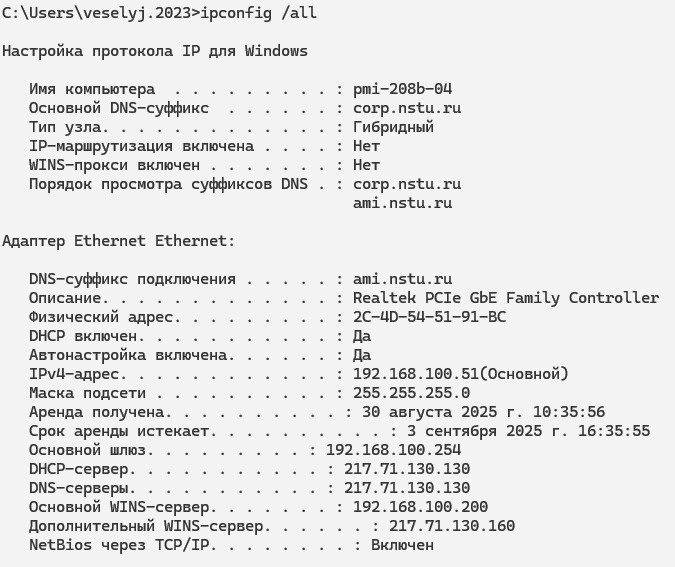 C:\Users\veselyj.2023>ipconfig /all
Настройка протокола IP для Windows
Имя компьютера . . . . . . . . . : pmi-208b-04
Основной DNS-суффикс . . . . . . : corp.nstu.ru
Тип узла. . . . . . . . . . . . . : Гибридный
IP-маршрутизация включена . . . . : Нет
WINS-прокси включен . . . . . . . : Нет
Порядок просмотра суффиксов DNS . : corp.nstu.ru
ami.nstu.ru
Адаптер Ethernet Ethernet:
DNS-суффикс подключения . . . . . : ami.nstu.ru
Описание. . . . . . . . . . . . . : Realtek PCIe GbE Family Controller
Физический адрес. . . . . . . . . : 2C-4D-54-51-91-BC
DHCP включен. . . . . . . . . . . : Да
Автонастройка включена. . . . . . : Да
IPv4-адрес. . . . . . . . . . . . : 192.168.100.51(Основной)
Маска подсети . . . . . . . . . . : 255.255.255.0
Аренда получена. . . . . . . . . . : 30 августа 2025 г. 10:35:56
Срок аренды истекает. . . . . . . . . . : 3 сентября 2025 г. 16:35:55
Основной шлюз. . . . . . . . . : 192.168.100.254
DHCP-сервер. . . . . . . . . . . : 217.71.130.130
DNS-серверы. . . . . . . . . . . : 217.71.130.130
Основной WINS-сервер. . . . . . . : 192.168.100.200
Дополнительный WINS-сервер. . . . . . : 217.71.130.160
NetBios через TCP/IP. . . . . . . . : Включен